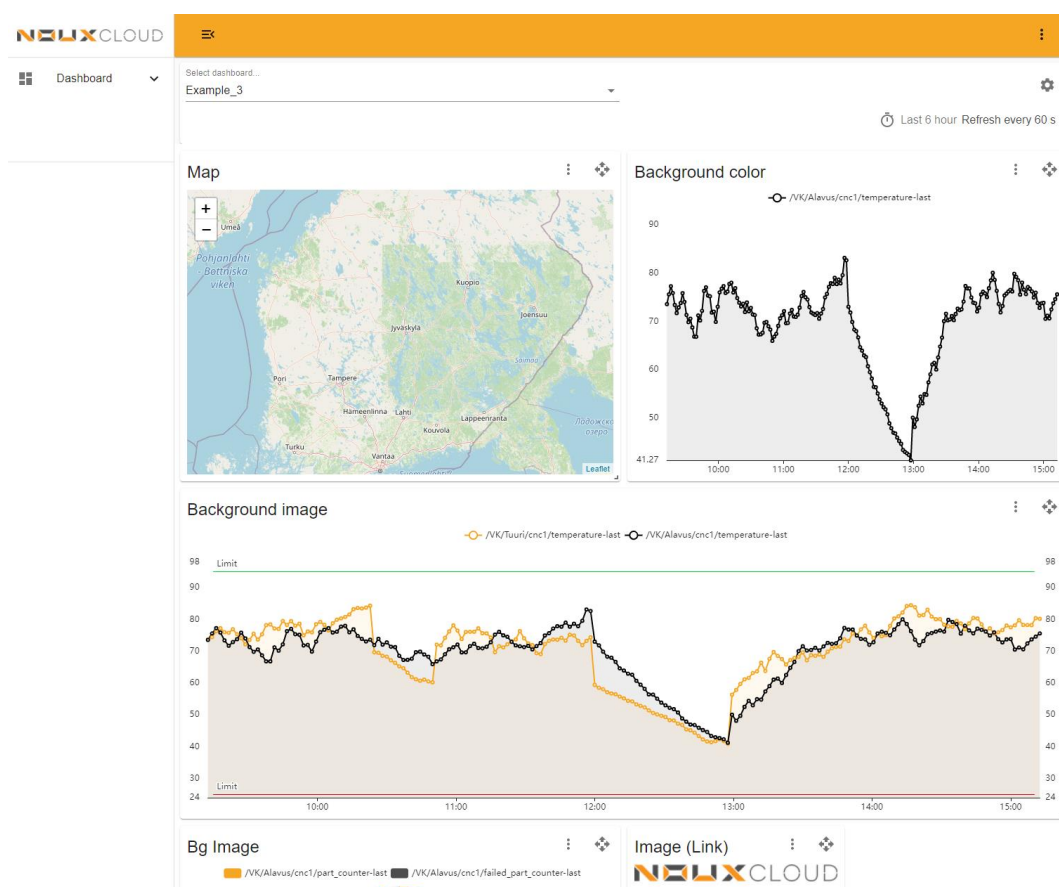 NOUXCLOUD
Dashboard
Select dashboard...
Example_3
Last 6 hour Refresh every 60 s
Map
+
−
Umeå
Pohjanlahti
- Bottniska
viken
Kuopio
Joensuu
Jyväskylä
Saimaa
Pori
Tampere
Hämeenlinna
Lahti
Lappeenranta
Kouvola
Ладожское
озеро
Turku
Vantaa
Leaflet
Background color
/VK/Alavus/cnc1/temperature-last
90
80
70
60
50
41.27
10:00 11:00 12:00 13:00 14:00 15:00
Background image
/VK/Tuuri/cnc1/temperature-last /VK/Alavus/cnc1/temperature-last
98 Limit 98
90 90
80 80
70 70
60 60
50 50
40 40
30 30
Limit
24 24
10:00 11:00 12:00 13:00 14:00 15:00
Bg Image
/VK/Alavus/cnc1/part_counter-last /VK/Alavus/cnc1/failed_part_counter-last
Image (Link)
NOUXCLOUD